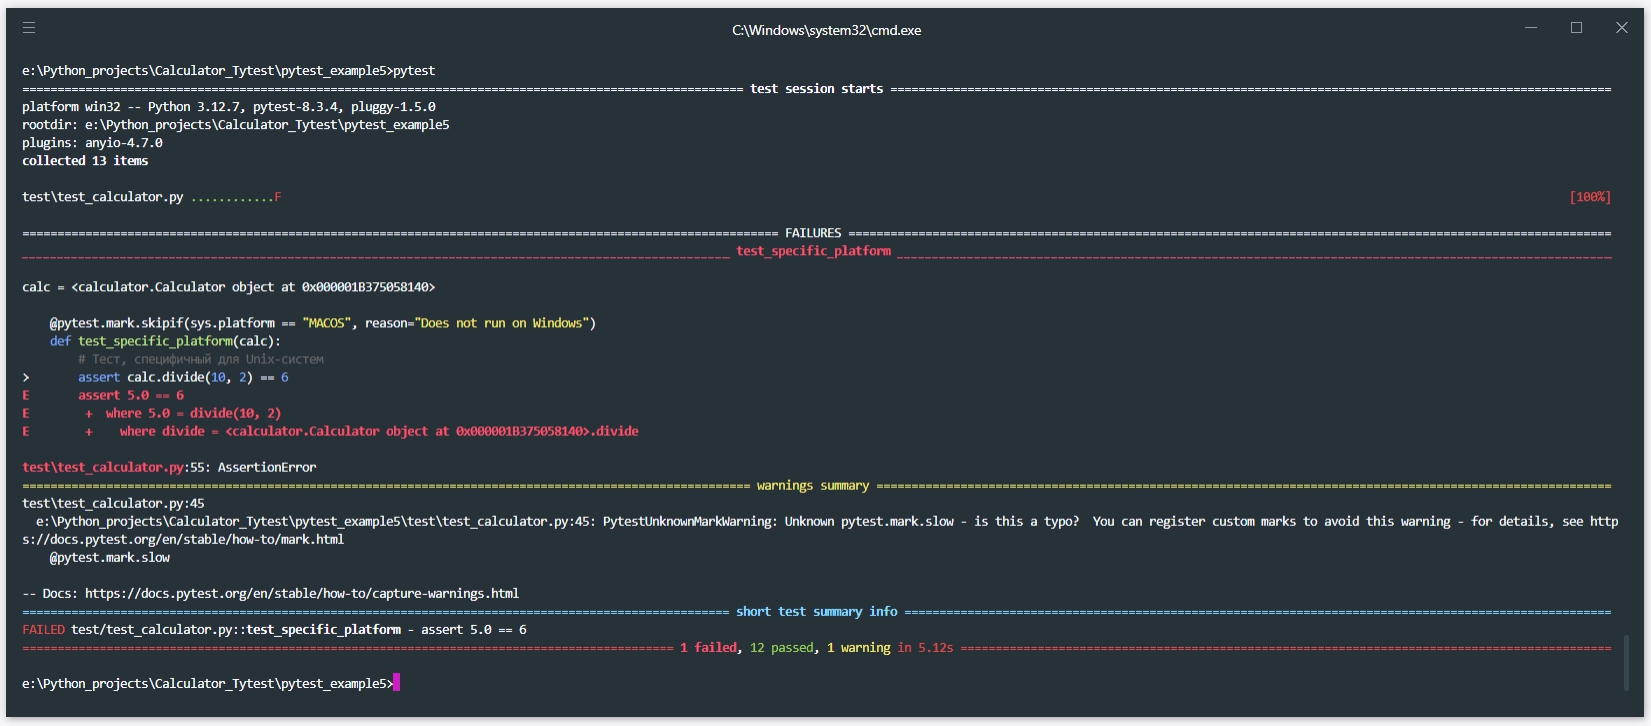 C:\Windows\system32\cmd.exe
e:\Python_projects\Calculator_Tytest\pytest_example5>pytest
======= test session starts =======
platform win32 -- Python 3.12.7, pytest-8.3.4, pluggy-1.5.0
rootdir: e:\Python_projects\Calculator_Tytest\pytest_example5
plugins: anyio-4.7.0
collected 13 items
test\test_calculator.py ............F [100%]
======= FAILURES =======
_______ test_specific_platform _______
calc = <calculator.Calculator object at 0x000001B375058140>
@pytest.mark.skipif(sys.platform == "MACOS", reason="Does not run on Windows")
def test_specific_platform(calc):
# Тест, специфичный для Unix-систем
> assert calc.divide(10, 2) == 6
E assert 5.0 == 6
E + where 5.0 = divide(10, 2)
E + where divide = <calculator.Calculator object at 0x000001B375058140>.divide
test\test_calculator.py:55: AssertionError
======= warnings summary =======
test\test_calculator.py:45
e:\Python_projects\Calculator_Tytest\pytest_example5\test\test_calculator.py:45: PytestUnknownMarkWarning: Unknown pytest.mark.slow - is this a typo?  You can register custom marks to avoid this warning - for details, see http
s://docs.pytest.org/en/stable/how-to/mark.html
@pytest.mark.slow
-- Docs: https://docs.pytest.org/en/stable/how-to/capture-warnings.html
======= short test summary info =======
FAILED test/test_calculator.py::test_specific_platform - assert 5.0 == 6
======= 1 failed, 12 passed, 1 warning in 5.12s =======
e:\Python_projects\Calculator_Tytest\pytest_example5>